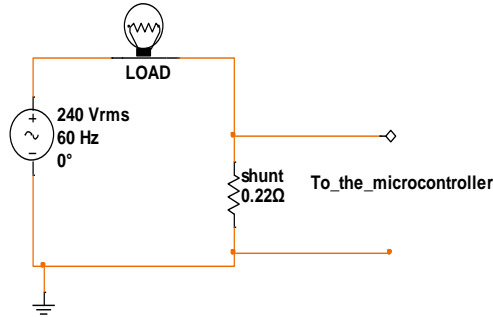 LOAD
240 Vrms
60 Hz
0°
shunt
0.22Ω
To_the_microcontroller